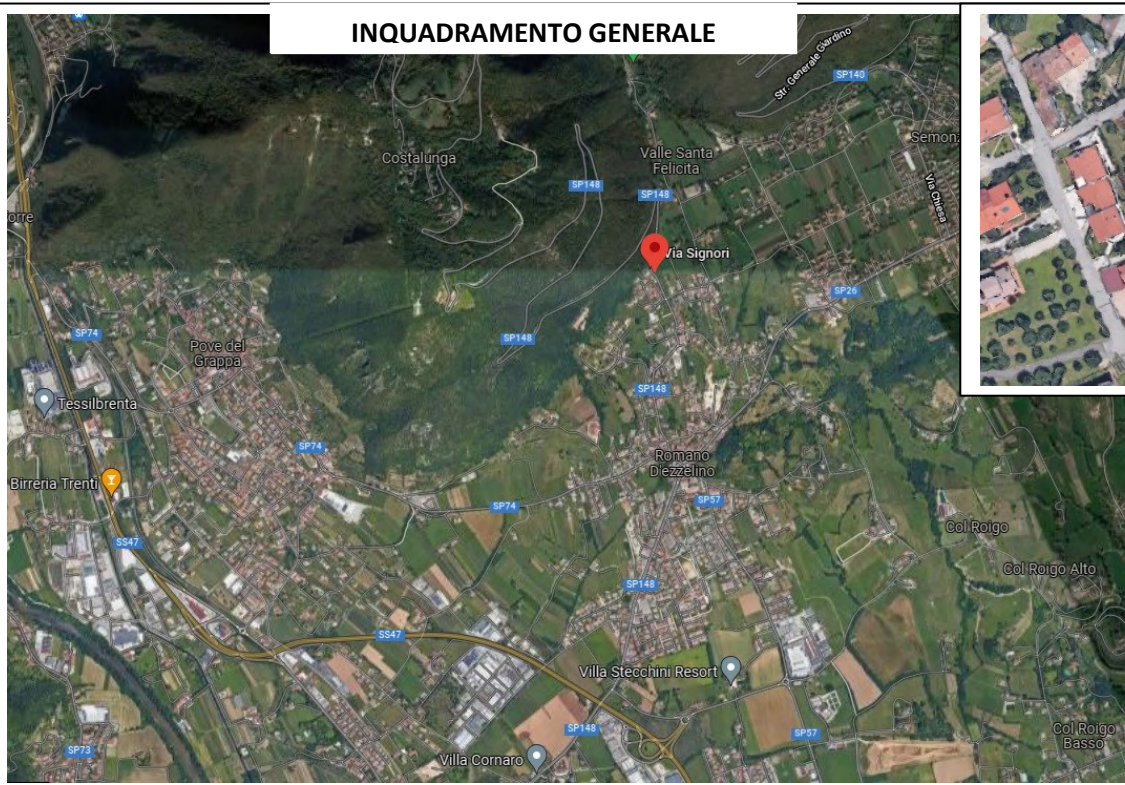 INQUADRAMENTO GENERALE
Str. Generale Giardino
SP140
Costalunga
Valle Santa
Felicita
SP148
SP148
Via Chiesa
Via Signori
SP26
SP74
Pove del
Grappa
SP148
Tessilbrenta
SP148
SP74
Romano
D'ezzelino
Birreria Trenti
SP74
SP57
Col Roigo
SS47
Col Roigo Alto
SP148
SS47
Villa Stecchini Resort
SP148
SP57
Col Roigo
Basso
SP73
Villa Cornaro